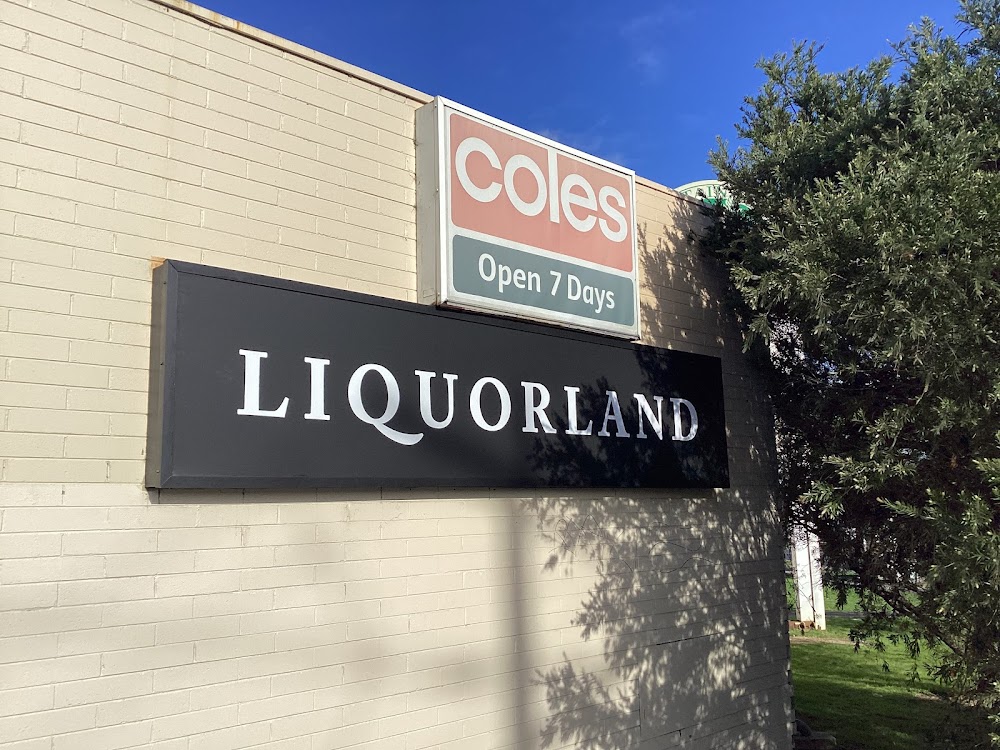 coles
Open 7 Days
LIQUORLAND